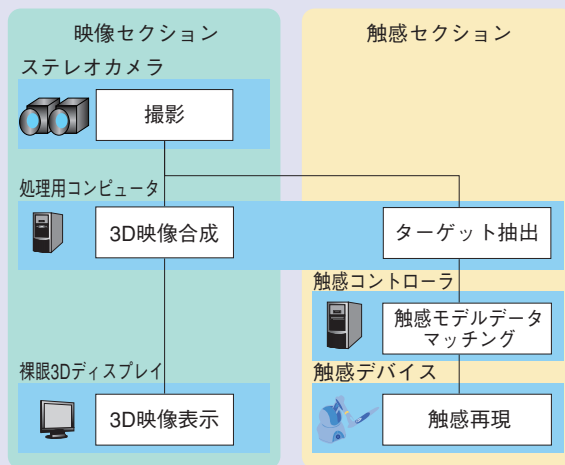 映像セクション
触感セクション
ステレオカメラ
撮影
処理用コンピュータ
3D映像合成
ターゲット抽出
触感コントローラ
触感モデルデータ
マッチング
裸眼3Dディスプレイ
触感デバイス
3D映像表示
触感再現